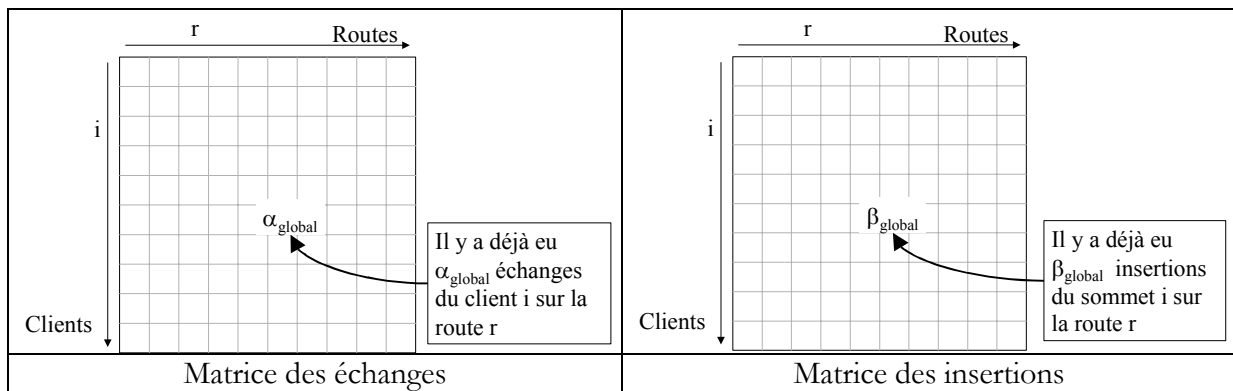 r
Routes
i
α_global
Il y a déjà eu
α_global échanges
du client i sur la
route r
Clients
Matrice des échanges
r
Routes
i
β_global
Il y a déjà eu
β_global insertions
du sommet i sur
la route r
Clients
Matrice des insertions